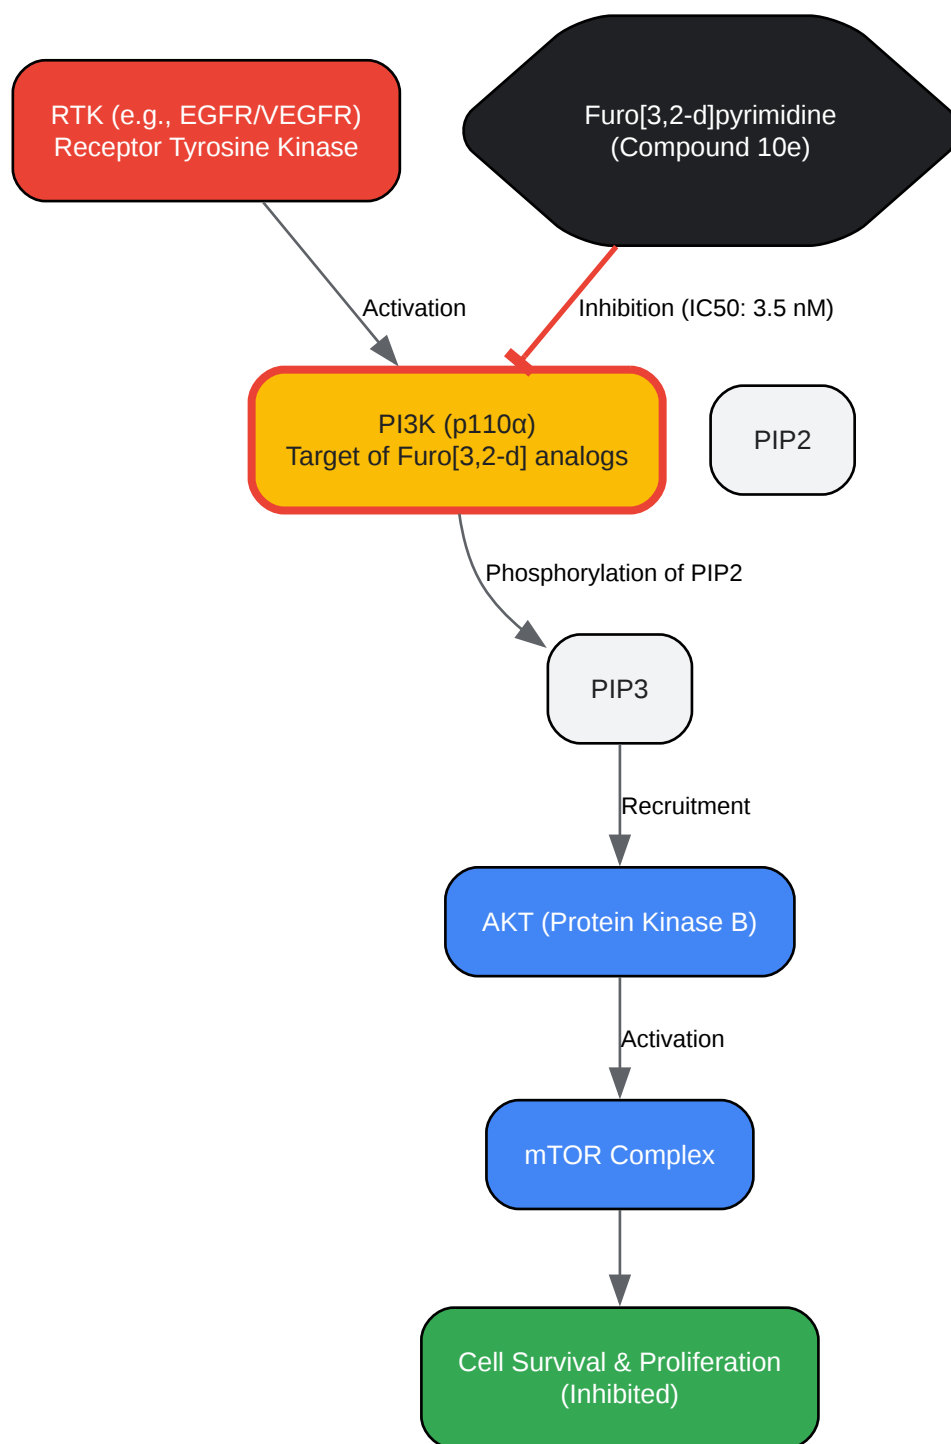 RTK (e.g., EGFR/VEGFR)
Receptor Tyrosine Kinase
Furo[3,2-d]pyrimidine
(Compound 10e)
Activation
Inhibition (IC50: 3.5 nM)
PI3K (p110α)
Target of Furo[3,2-d] analogs
PIP2
Phosphorylation of PIP2
PIP3
Recruitment
AKT (Protein Kinase B)
Activation
mTOR Complex
Cell Survival & Proliferation
(Inhibited)